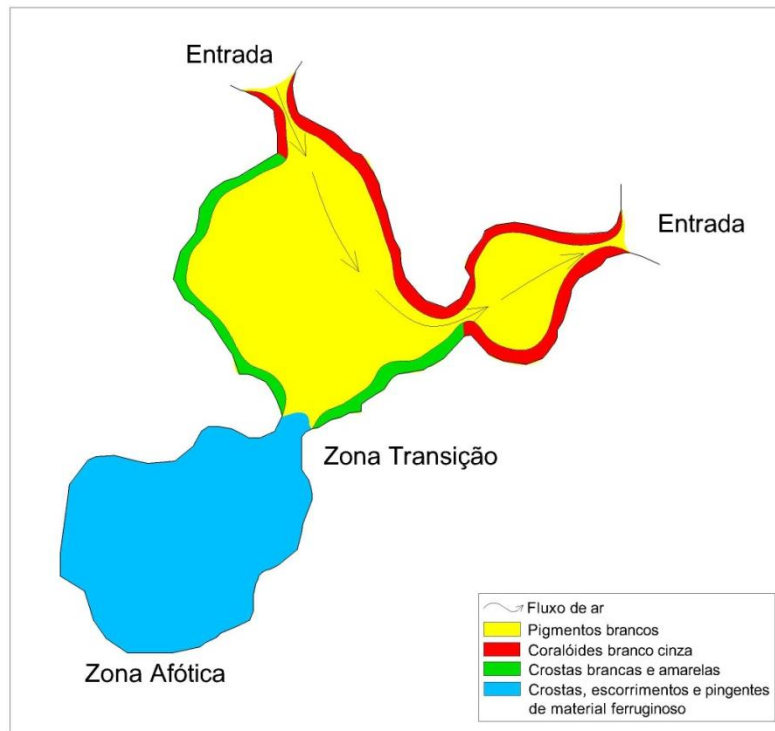 Entrada
Entrada
Zona Transição
Zona Afótica
Fluxo de ar
Pigmentos brancos
Coralóides branco cinza
Crostas brancas e amarelas
Crostas, escorrimentos e pingentes
de material ferruginoso